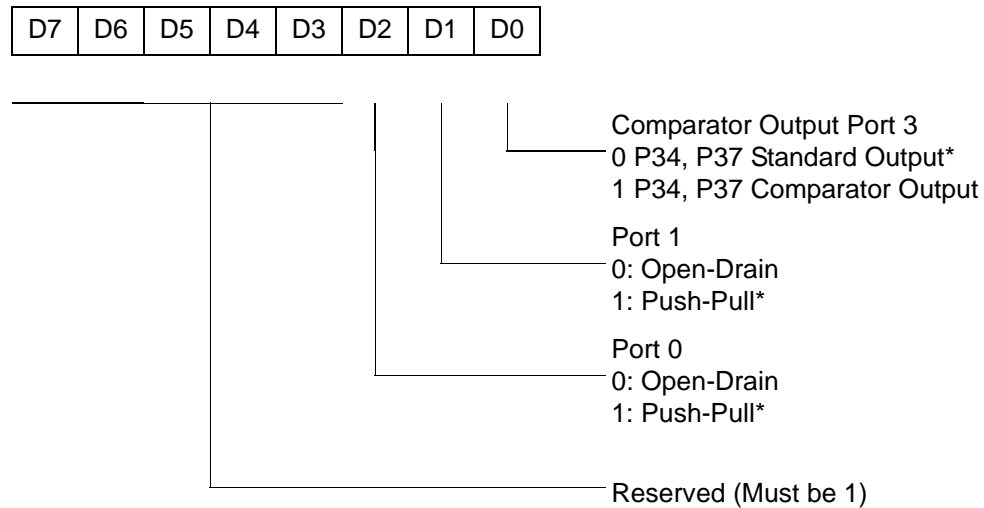 D7 D6 D5 D4 D3 D2 D1 D0
Comparator Output Port 3
0 P34, P37 Standard Output*
1 P34, P37 Comparator Output
Port 1
0: Open-Drain
1: Push-Pull*
Port 0
0: Open-Drain
1: Push-Pull*
Reserved (Must be 1)